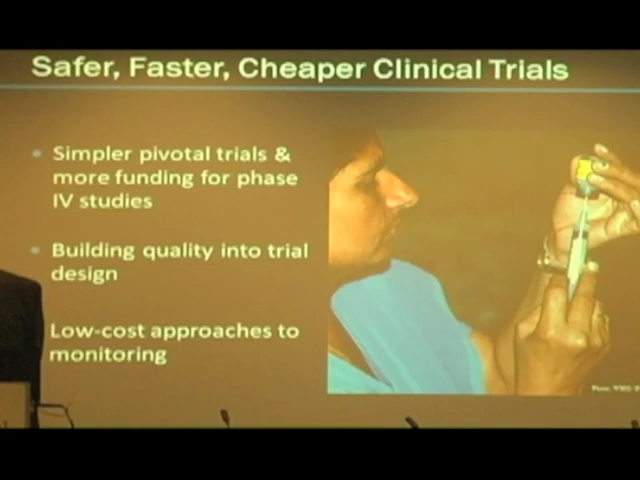 Safer, Faster, Cheaper Clinical Trials
Simpler pivotal trials &
more funding for phase
IV studies
Building quality into trial
design
Low-cost approaches to
monitoring